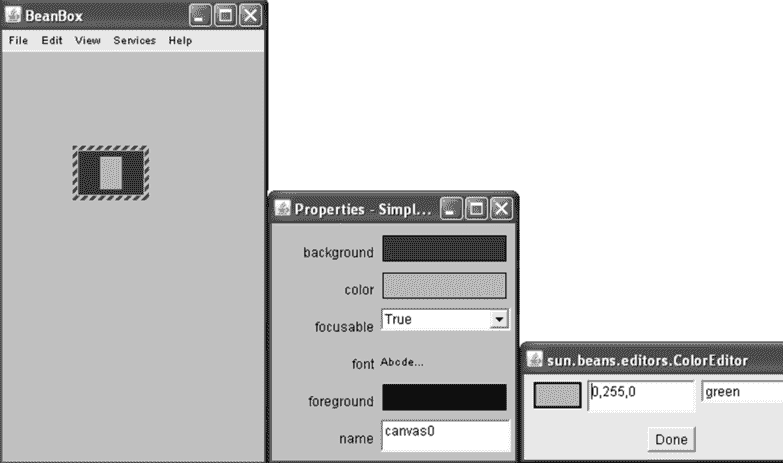 BeanBox
File Edit View Services Help
Properties - Simpl...
background
color
focusable True
font Abcde...
foreground
name canvas0
sun.beans.editors.ColorEditor
0,255,0 green
Done